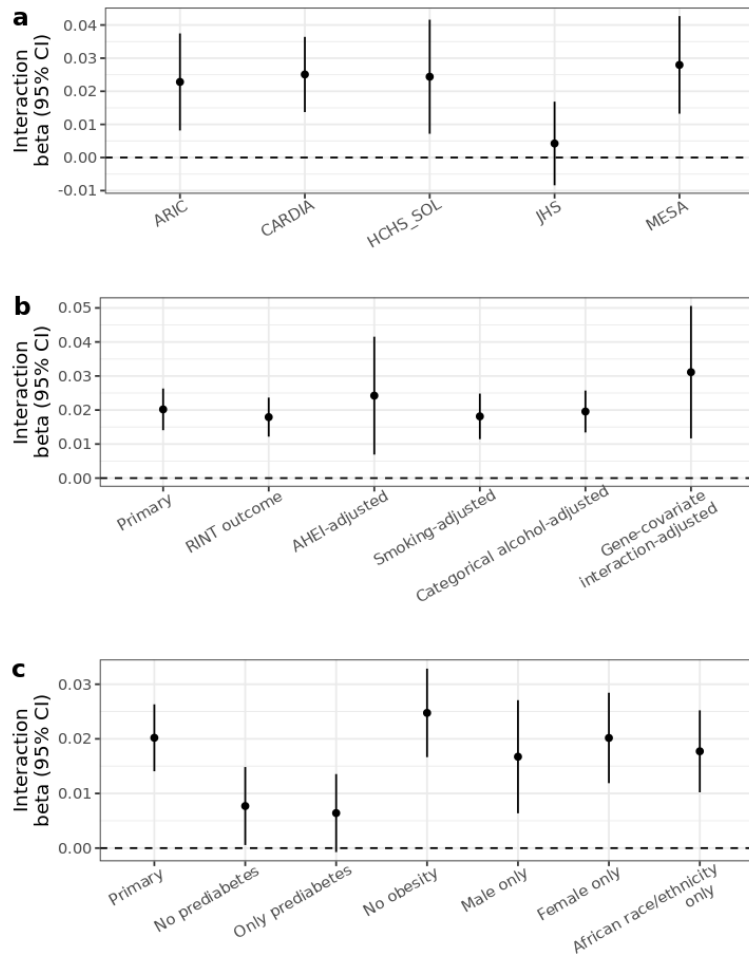 a
Interaction
beta (95% CI)
0.04
0.03
0.02
0.01
0.00
-0.01
ARIC
CARDIA
HCHS_SOL
JHS
MESA
b
Interaction
beta (95% CI)
0.05
0.04
0.03
0.02
0.01
0.00
Primary
RINT outcome
AHEI-adjusted
Smoking-adjusted
Categorical alcohol-adjusted
Gene-covariate
interaction-adjusted
c
Interaction
beta (95% CI)
0.03
0.02
0.01
0.00
Primary
No prediabetes
Only prediabetes
No obesity
Male only
Female only
African race/ethnicity
only